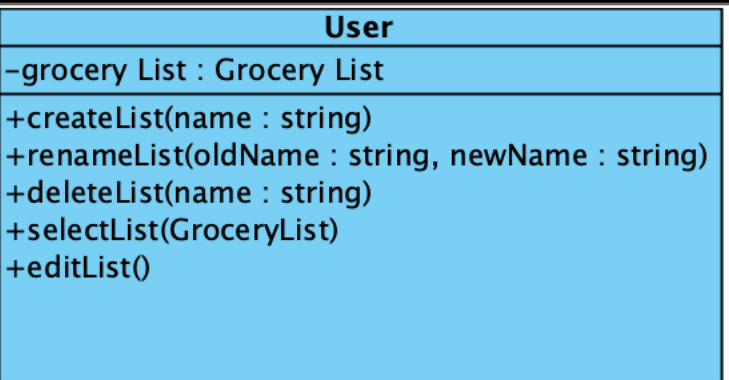 User
-grocery List : Grocery List
+createList(name : string)
+renameList(oldName : string, newName : string)
+deleteList(name : string)
+selectList(GroceryList)
+editList()